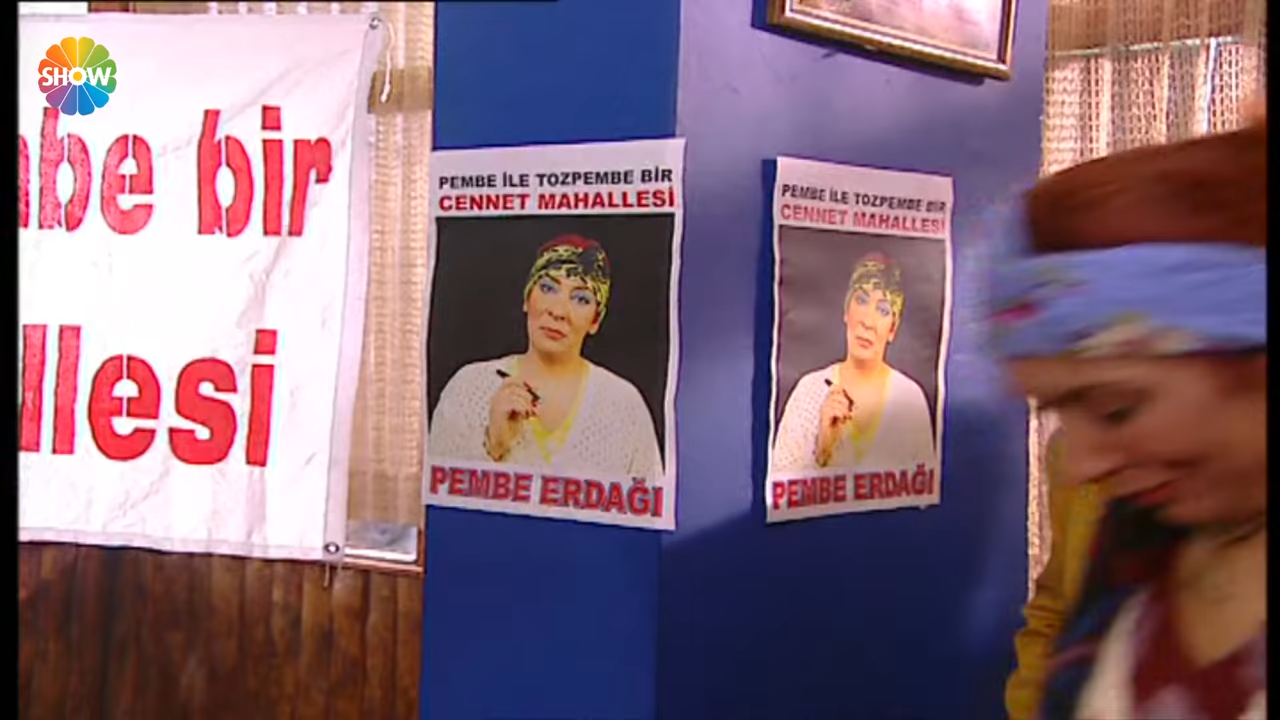 SHOW
be bir
llesi
PEMBE İLE TOZPEMBE BİR
CENNET MAHALLESİ
PEMBE ERDAĞI
PEMBE İLE TOZPEMBE BİR
CENNET MAHALLESİ
PEMBE ERDAĞI